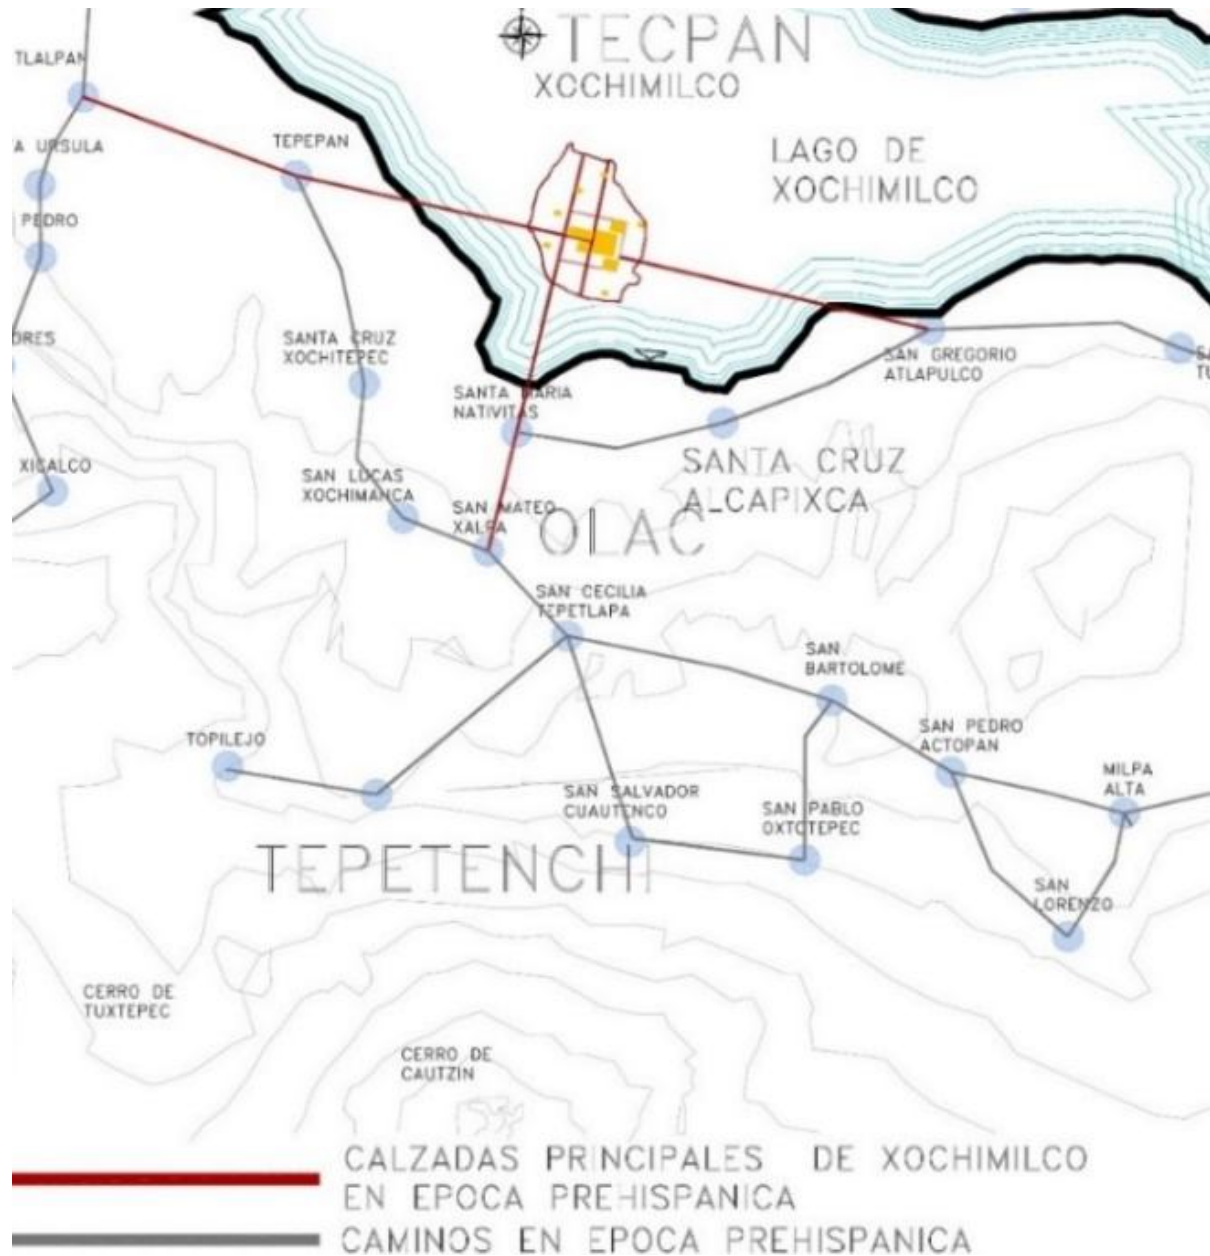 TECPAN
XOCHIMILCO
TLALPAN
TEPEPAN
A URSULA
LAGO DE
XOCHIMILCO
PEDRO
ORES
SANTA CRUZ
XOCHITEPEC
SAN GREGORIO
ATLAPULCO
SANTA MARIA
NATIVITAS
XICALCO
SAN LUCAS
XOCHIMANCA
SANTA CRUZ
ALCAPIXCA
SAN MATEO
XALPA
OLAC
SAN CECILIA
TEPETLAPA
SAN
BARTOLOME
TOPILEJO
SAN PEDRO
ACTOPAN
MILPA
ALTA
SAN SALVADOR
CUAUTENCO
SAN PABLO
OXTOTEPEC
TEPETENCHI
SAN
LORENZO
CERRO DE
TUXTEPEC
CERRO DE
CAUTZIN
CALZADAS PRINCIPALES DE XOCHIMILCO
EN EPOCA PREHISPANICA
CAMINOS EN EPOCA PREHISPANICA